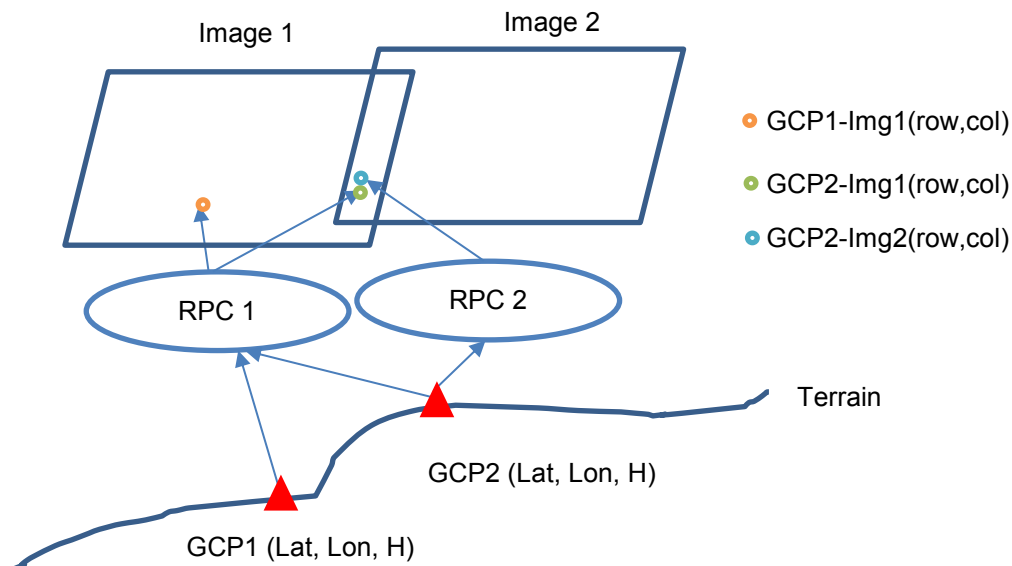 Image 1
Image 2
GCP1-Img1(row,col)
GCP2-Img1(row,col)
GCP2-Img2(row,col)
RPC 1
RPC 2
Terrain
GCP2 (Lat, Lon, H)
GCP1 (Lat, Lon, H)